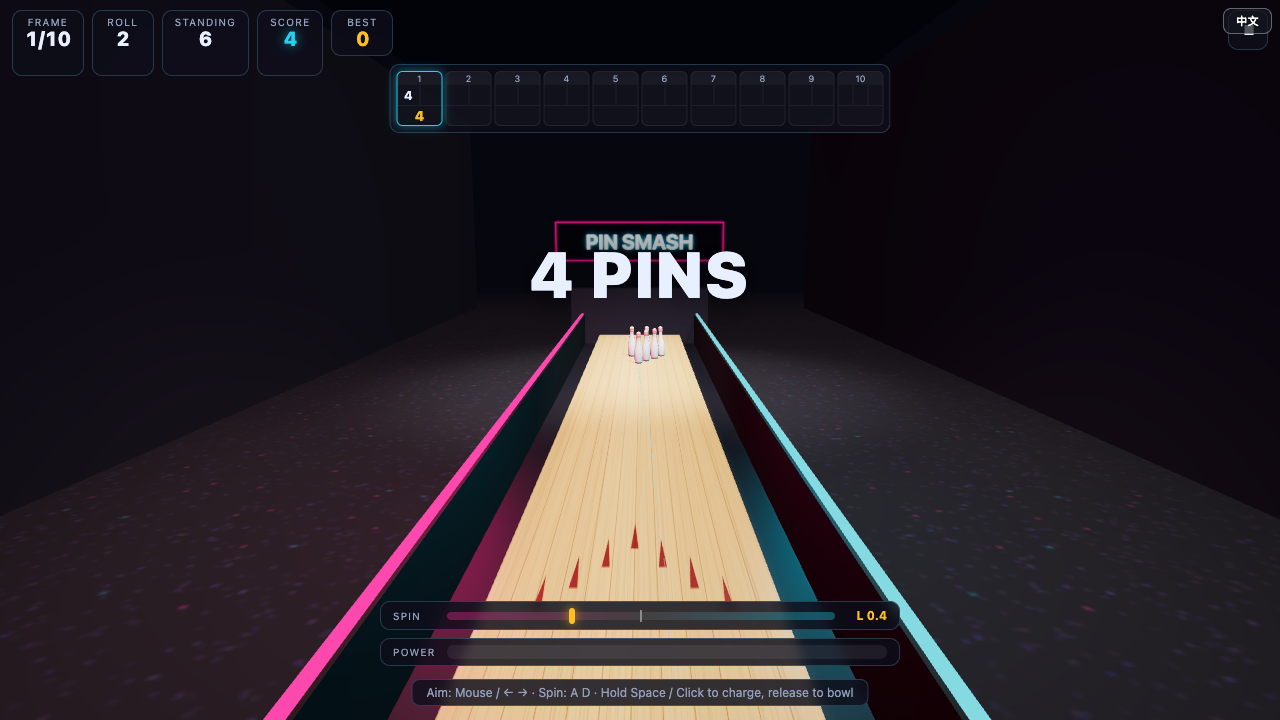 FRAME
1/10
ROLL
2
STANDING
6
SCORE
4
BEST
0
中文
1 2 3 4 5 6 7 8 9 10
4
4
PIN SMASH
4 PINS
SPIN
L 0.4
POWER
Aim: Mouse / ← → · Spin: A D · Hold Space / Click to charge, release to bowl